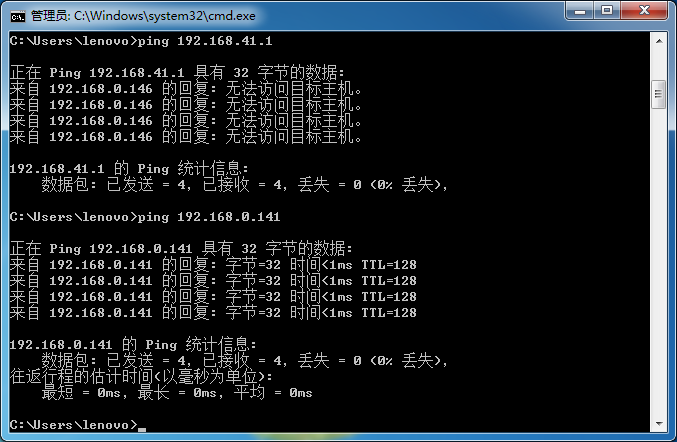 管理员: C:\Windows\system32\cmd.exe
C:\Users\lenovo>ping 192.168.41.1
正在 Ping 192.168.41.1 具有 32 字节的数据:
来自 192.168.0.146 的回复: 无法访问目标主机。
来自 192.168.0.146 的回复: 无法访问目标主机。
来自 192.168.0.146 的回复: 无法访问目标主机。
来自 192.168.0.146 的回复: 无法访问目标主机。
192.168.41.1 的 Ping 统计信息:
数据包: 已发送 = 4, 已接收 = 4, 丢失 = 0 (0% 丢失),
C:\Users\lenovo>ping 192.168.0.141
正在 Ping 192.168.0.141 具有 32 字节的数据:
来自 192.168.0.141 的回复: 字节=32 时间<1ms TTL=128
来自 192.168.0.141 的回复: 字节=32 时间<1ms TTL=128
来自 192.168.0.141 的回复: 字节=32 时间<1ms TTL=128
来自 192.168.0.141 的回复: 字节=32 时间<1ms TTL=128
192.168.0.141 的 Ping 统计信息:
数据包: 已发送 = 4, 已接收 = 4, 丢失 = 0 (0% 丢失),
往返行程的估计时间(以毫秒为单位):
最短 = 0ms, 最长 = 0ms, 平均 = 0ms
C:\Users\lenovo>_